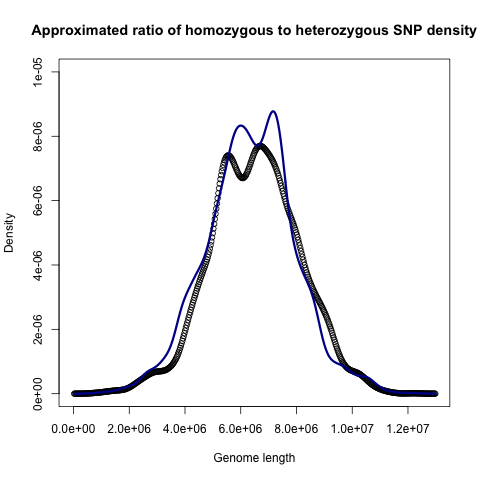 Approximated ratio of homozygous to heterozygous SNP density
1e-05
8e-06
6e-06
4e-06
2e-06
0e+00
Density
0.0e+00 2.0e+06 4.0e+06 6.0e+06 8.0e+06 1.0e+07 1.2e+07
Genome length